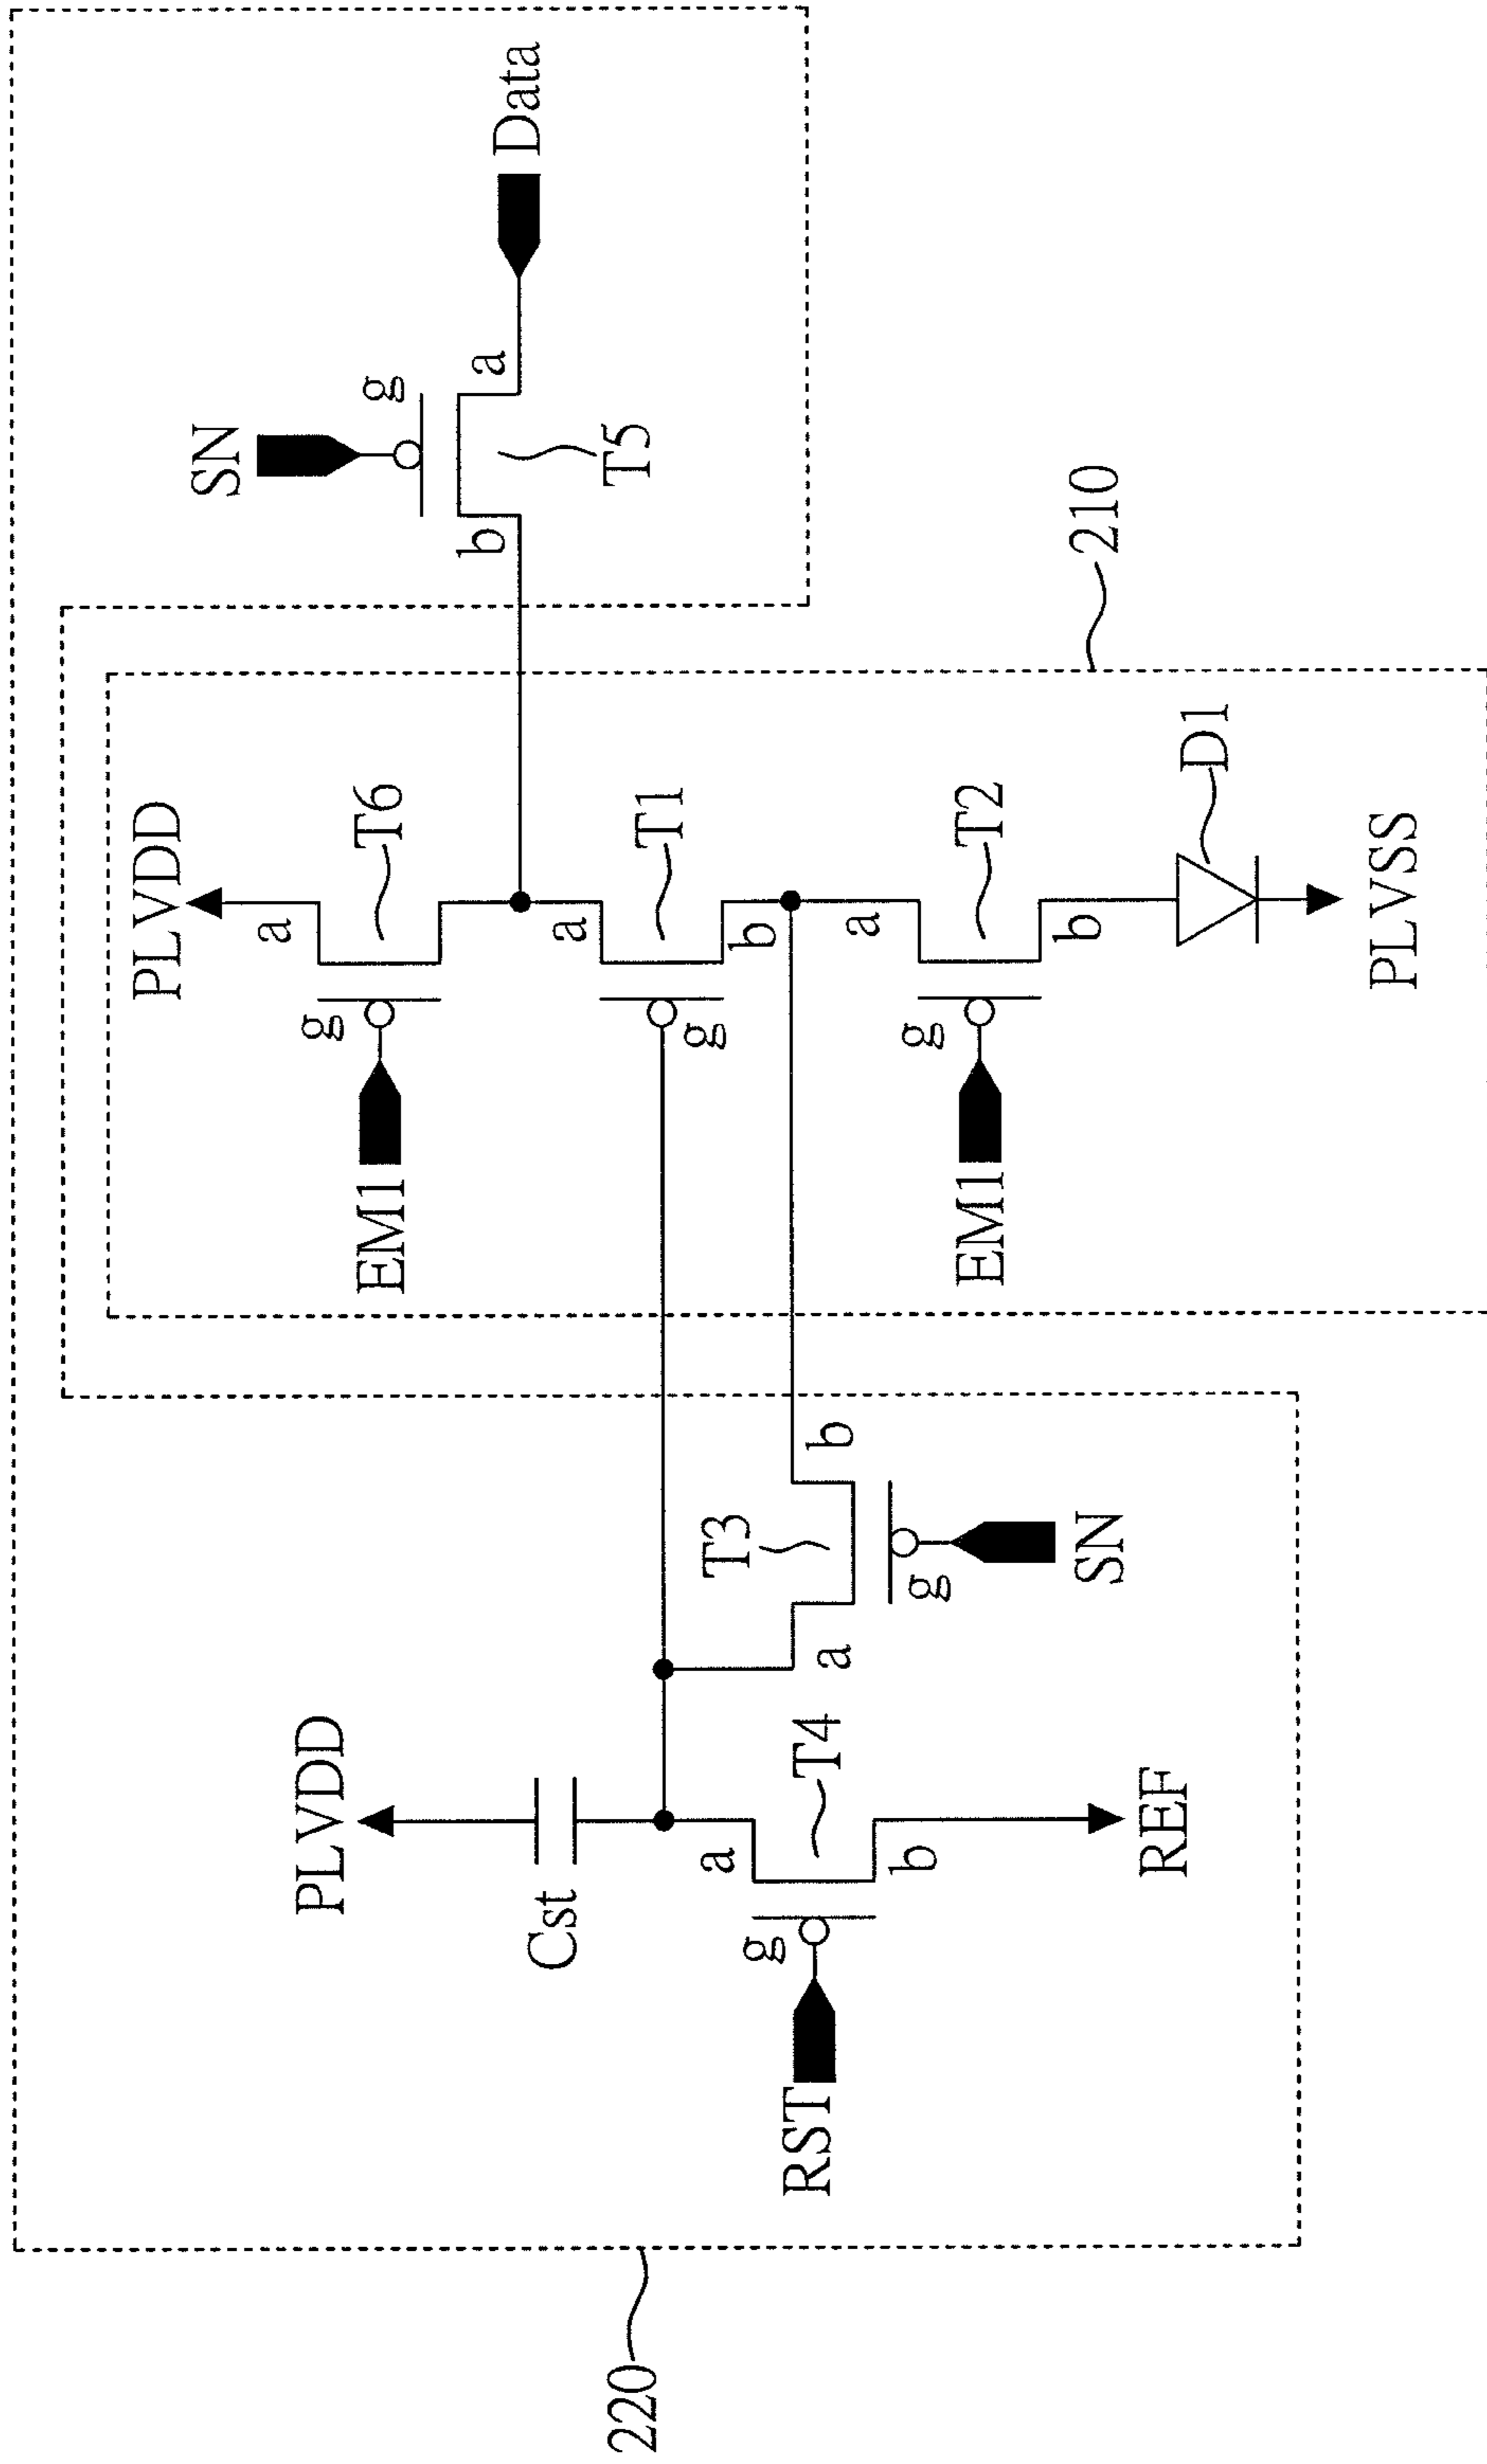 PLVDD
SN
a
PLVDD
g
T6
EM1
g
b
a
Data
Cst
a
T5
220
T1
g
a
T3
b
g
RST
T4
a
b
a
b
g
g
EM1
T2
b
210
SN
REF
D1
PLVSS